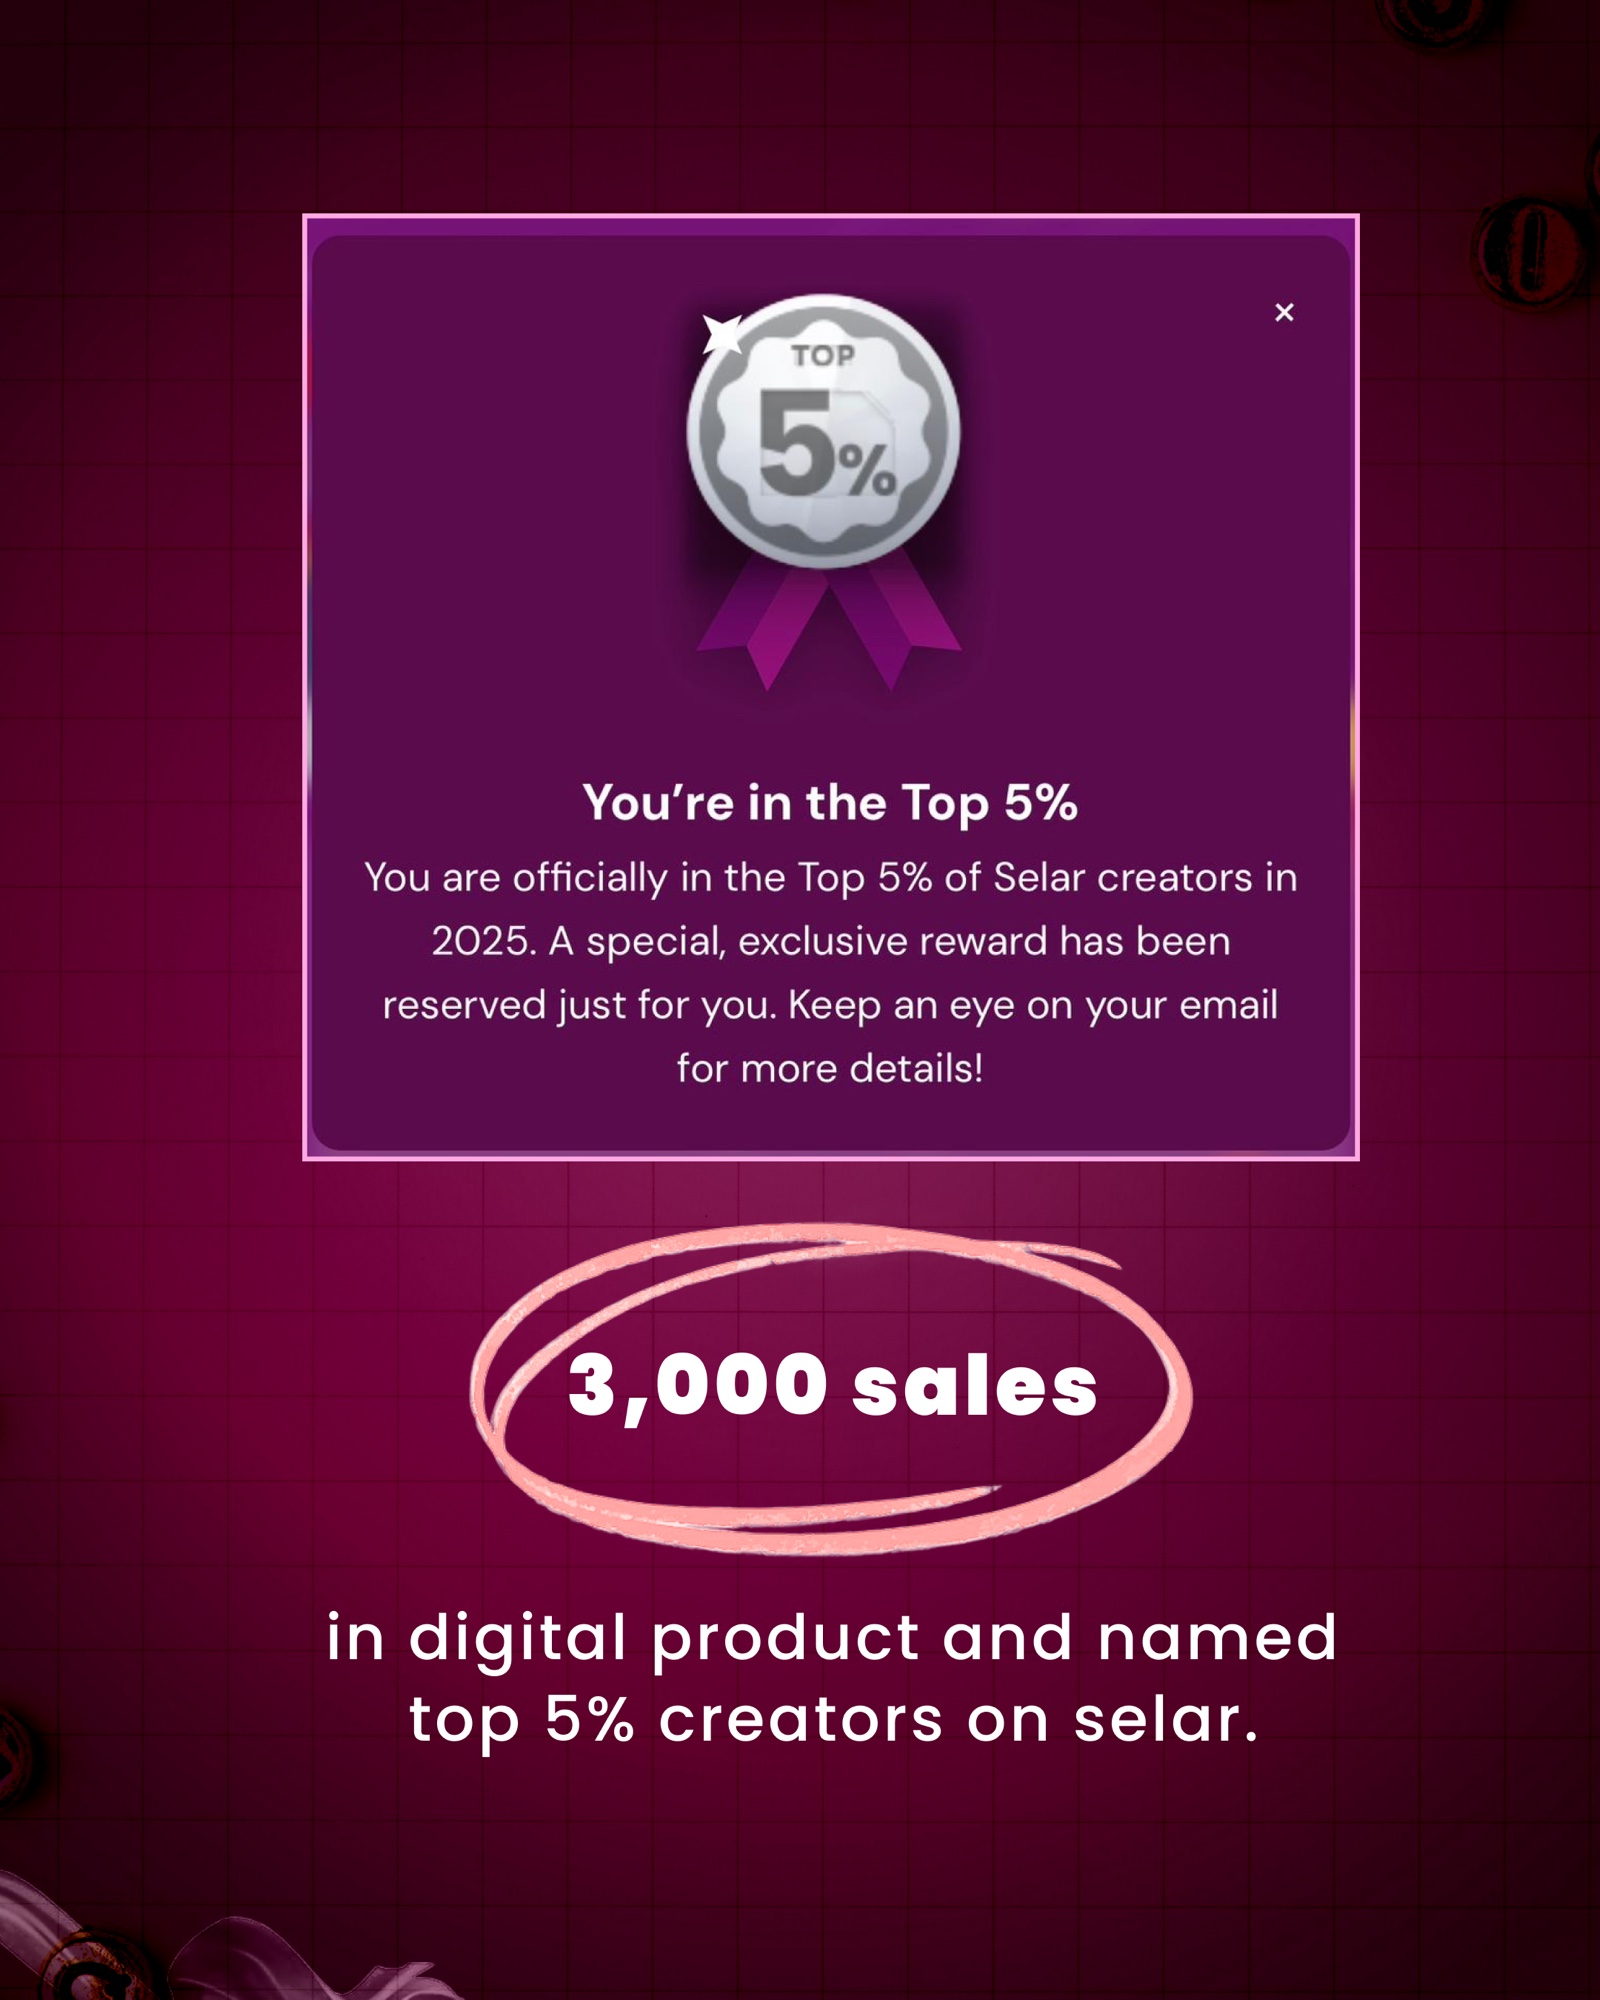 TOP
5%
×
You’re in the Top 5%
You are officially in the Top 5% of Selar creators in
2025. A special, exclusive reward has been
reserved just for you. Keep an eye on your email
for more details!
3,000 sales
in digital product and named
top 5% creators on selar.